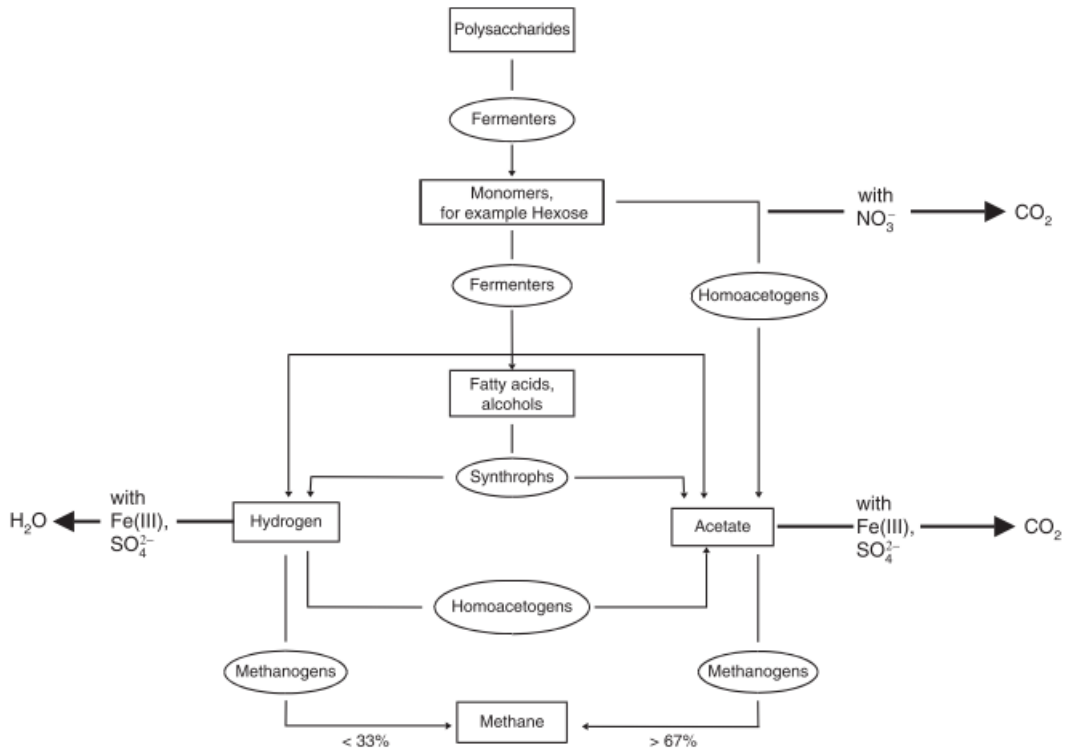 Polysaccharides
Fermenters
Monomers,
for example Hexose
with
NO₃⁻
CO₂
Fermenters
Homoacetogens
Fatty acids,
alcohols
Synthrophs
H₂O
with
Fe(III),
SO₄²⁻
Hydrogen
Acetate
with
Fe(III),
SO₄²⁻
CO₂
Homoacetogens
Methanogens
Methanogens
Methane
< 33%
> 67%